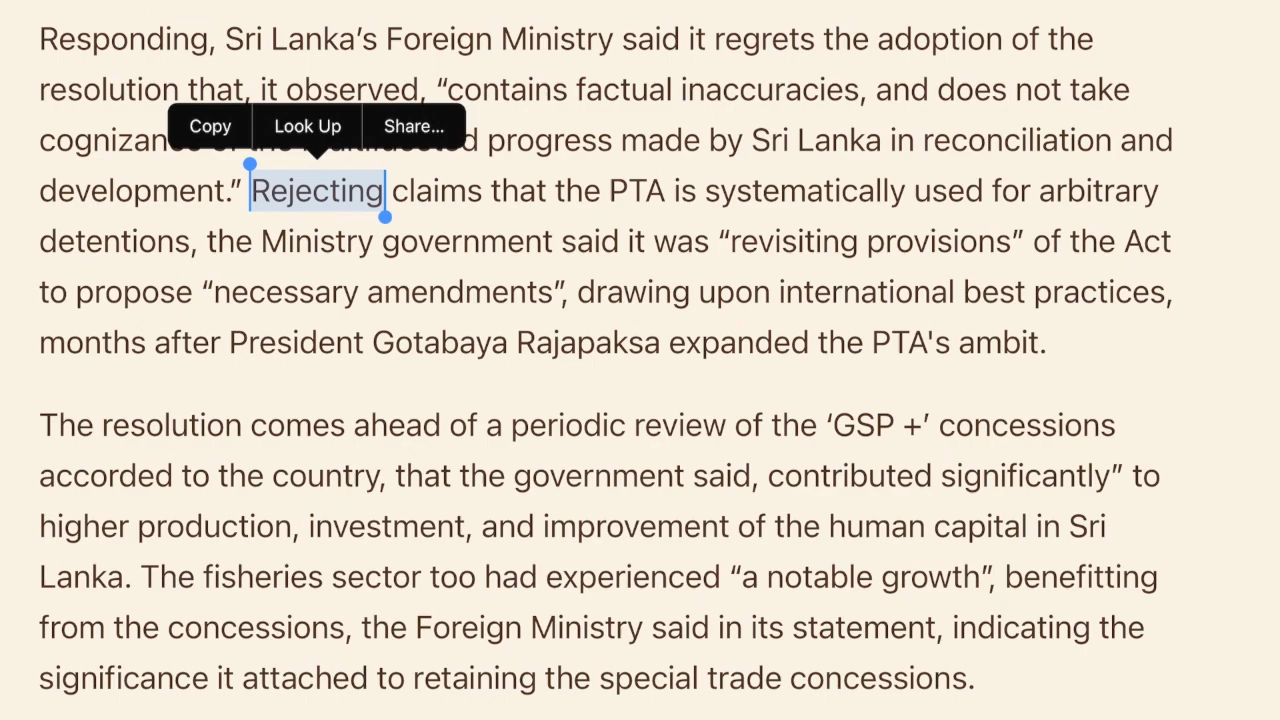 Responding, Sri Lanka’s Foreign Ministry said it regrets the adoption of the
resolution that, it observed, “contains factual inaccuracies, and does not take
Copy Look Up Share...
cognizan progress made by Sri Lanka in reconciliation and
development.” Rejecting claims that the PTA is systematically used for arbitrary
detentions, the Ministry government said it was “revisiting provisions” of the Act
to propose “necessary amendments”, drawing upon international best practices,
months after President Gotabaya Rajapaksa expanded the PTA's ambit.
The resolution comes ahead of a periodic review of the ‘GSP +’ concessions
accorded to the country, that the government said, contributed significantly” to
higher production, investment, and improvement of the human capital in Sri
Lanka. The fisheries sector too had experienced “a notable growth”, benefitting
from the concessions, the Foreign Ministry said in its statement, indicating the
significance it attached to retaining the special trade concessions.